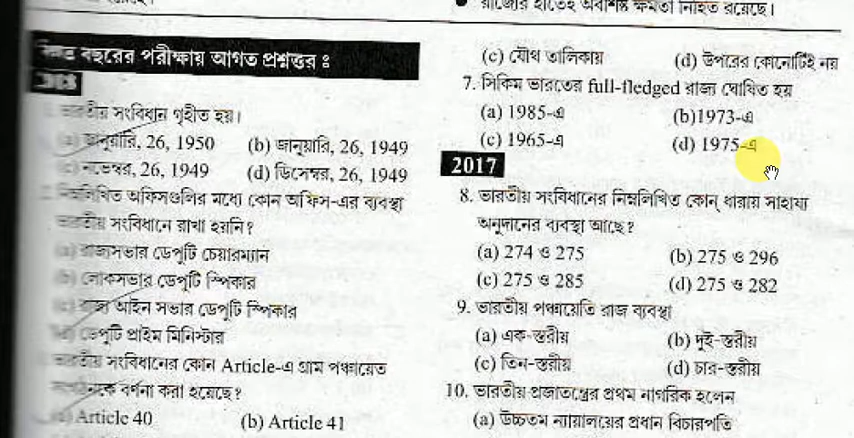 রাজ্যের হাতেই অবশিষ্ট ক্ষমতা নিহিত রয়েছে।
বিগত বছরের পরীক্ষায় আগত প্রশ্নত্তর ঃ
2018
ভারতীয় সংবিধান গৃহীত হয়।
(a) জানুয়ারি, 26, 1950 (b) জানুয়ারি, 26, 1949
(c) নভেম্বর, 26, 1949 (d) ডিসেম্বর, 26, 1949
নিম্নলিখিত অফিসগুলির মধ্যে কোন অফিস-এর ব্যবস্থা
ভারতীয় সংবিধানে রাখা হয়নি?
(a) রাজ্যসভার ডেপুটি চেয়ারম্যান
(b) লোকসভার ডেপুটি স্পিকার
(c) রাজ্য আইন সভার ডেপুটি স্পিকার
(d) ডেপুটি প্রাইম মিনিস্টার
ভারতীয় সংবিধানের কোন Article-এ গ্রাম পঞ্চায়েত
বর্ণনা করা হয়েছে?
(a) Article 40 (b) Article 41
(c) যৌথ তালিকায় (d) উপরের কোনোটিই নয়
7. সিকিম ভারতের full-fledged রাজ্য ঘোষিত হয়
(a) 1985-এ (b)1973-এ
(c) 1965-এ (d) 1975-এ
2017
8. ভারতীয় সংবিধানের নিম্নলিখিত কোন্ ধারায় সাহায্য
অনুদানের ব্যবস্থা আছে?
(a) 274 ও 275 (b) 275 ও 296
(c) 275 ও 285 (d) 275 ও 282
9. ভারতীয় পঞ্চায়েতি রাজ ব্যবস্থা
(a) এক-স্তরীয় (b) দুই-স্তরীয়
(c) তিন-স্তরীয় (d) চার-স্তরীয়
10. ভারতীয় প্রজাতন্ত্রের প্রথম নাগরিক হলেন
(a) উচ্চতম ন্যায়ালয়ের প্রধান বিচারপতি